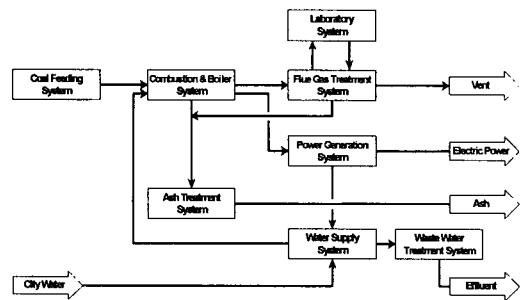 Laboratory
System
Coal Feeding
System
Combustion & Boiler
System
Flue Gas Treatment
System
Vent
Power Generation
System
Electric Power
Ash Treatment
System
Ash
Water Supply
System
Waste Water
Treatment System
City Water
Effluent